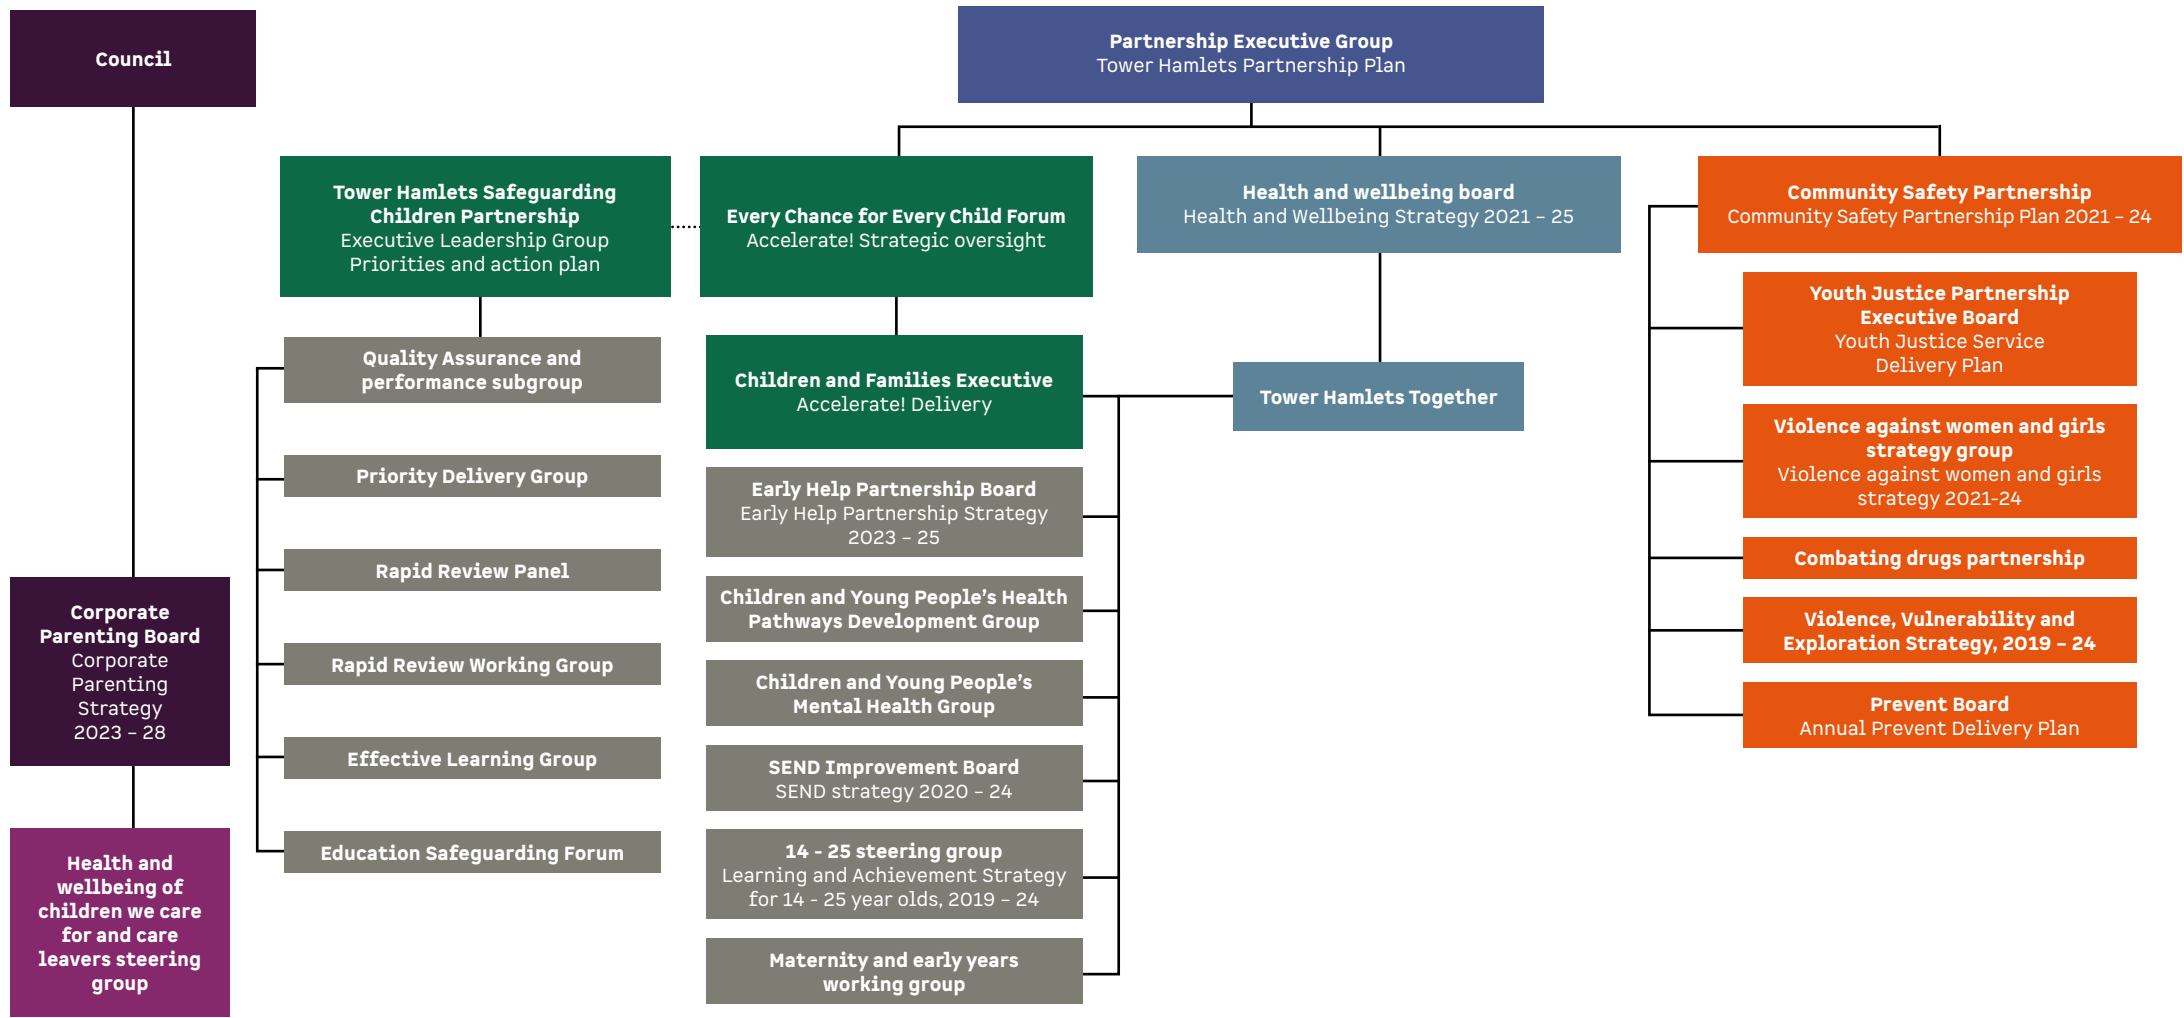 Council
Partnership Executive Group
Tower Hamlets Partnership Plan
Tower Hamlets Safeguarding
Children Partnership
Executive Leadership Group
Priorities and action plan
Every Chance for Every Child Forum
Accelerate! Strategic oversight
Health and wellbeing board
Health and Wellbeing Strategy 2021 – 25
Community Safety Partnership
Community Safety Partnership Plan 2021 – 24
Quality Assurance and
performance subgroup
Priority Delivery Group
Rapid Review Panel
Rapid Review Working Group
Effective Learning Group
Education Safeguarding Forum
Children and Families Executive
Accelerate! Delivery
Early Help Partnership Board
Early Help Partnership Strategy
2023 – 25
Children and Young People’s Health
Pathways Development Group
Children and Young People’s
Mental Health Group
SEND Improvement Board
SEND strategy 2020 – 24
14 - 25 steering group
Learning and Achievement Strategy
for 14 - 25 year olds, 2019 – 24
Maternity and early years
working group
Tower Hamlets Together
Youth Justice Partnership
Executive Board
Youth Justice Service
Delivery Plan
Violence against women and girls
strategy group
Violence against women and girls
strategy 2021-24
Combating drugs partnership
Violence, Vulnerability and
Exploration Strategy, 2019 – 24
Prevent Board
Annual Prevent Delivery Plan
Corporate
Parenting Board
Corporate
Parenting
Strategy
2023 – 28
Health and
wellbeing of
children we care
for and care
leavers steering
group